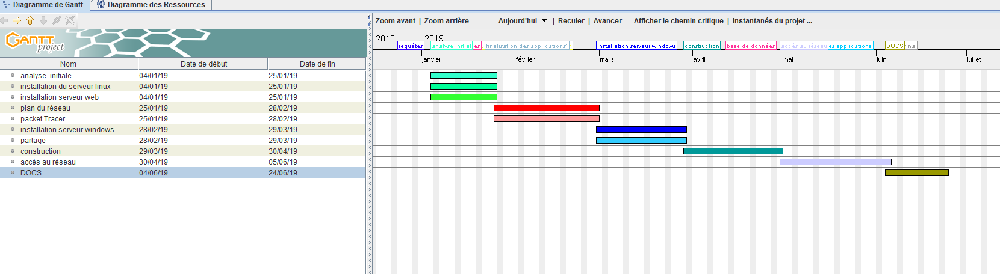 Diagramme de Gantt Diagramme des Ressources
Zoom avant | Zoom arrière Aujourd'hui | Reculer | Avancer Afficher le chemin critique | Instantanés du projet ...
GANTT project
2018 2019
requêtes analyse initiale es finalisation des applications* installation serveur windows construction base de données accés au réseau es applications DOCS final
janvier février mars avril mai juin juillet
Nom Date de début Date de fin
analyse initiale 04/01/19 25/01/19
installation du serveur linux 04/01/19 25/01/19
installation serveur web 04/01/19 25/01/19
plan du réseau 25/01/19 28/02/19
packet Tracer 25/01/19 28/02/19
installation serveur windows 28/02/19 29/03/19
partage 28/02/19 29/03/19
construction 29/03/19 30/04/19
accés au réseau 30/04/19 05/06/19
DOCS 04/06/19 24/06/19